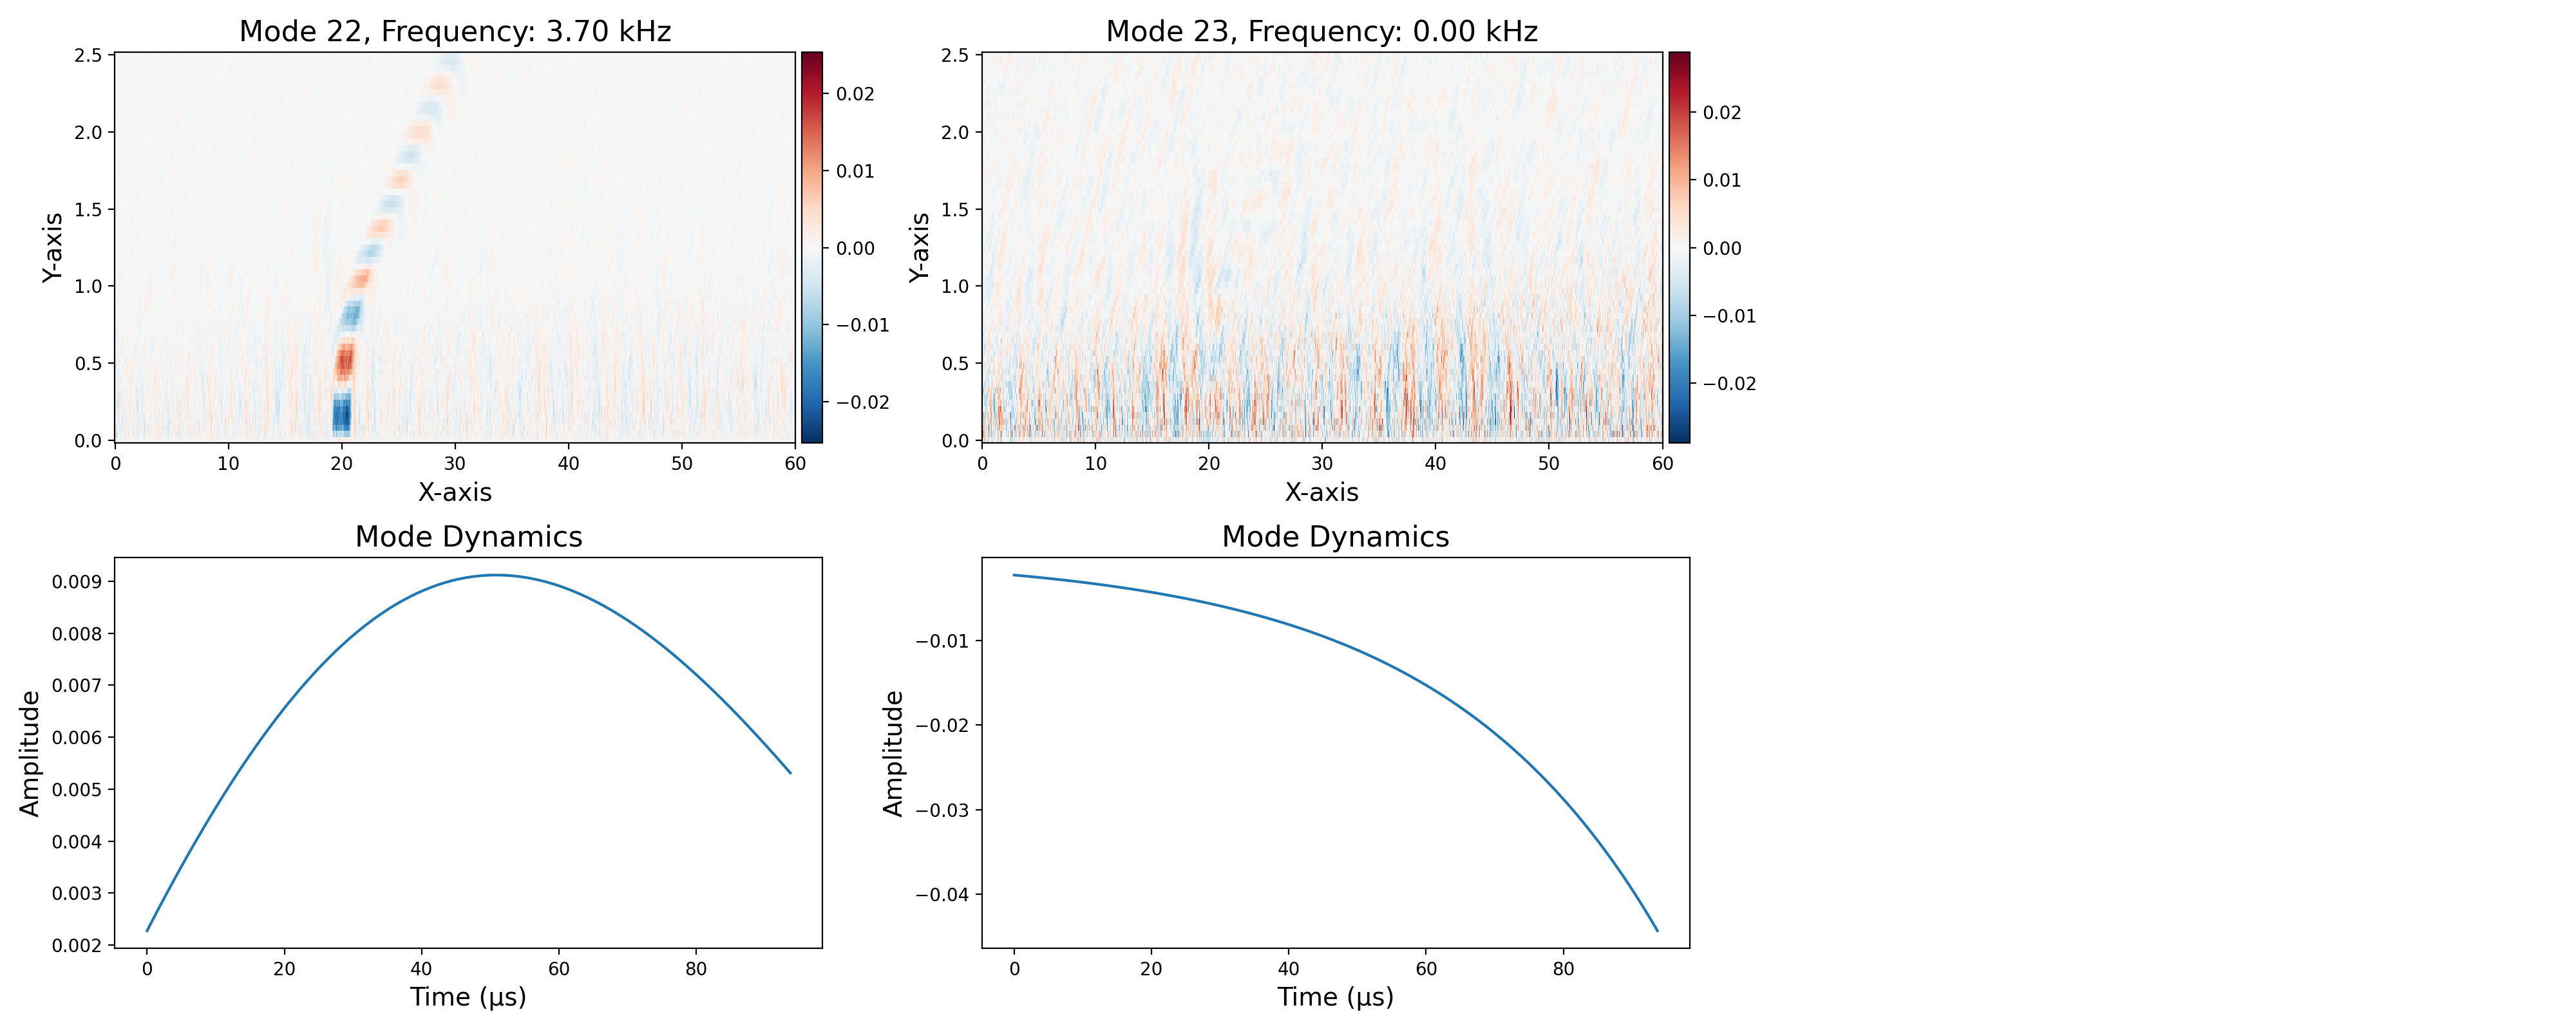 Mode 22, Frequency: 3.70 kHz
2.5
2.0
1.5
1.0
0.5
0.0
Y-axis
0 10 20 30 40 50 60
X-axis
0.02
0.01
0.00
−0.01
−0.02
Mode 23, Frequency: 0.00 kHz
2.5
2.0
1.5
1.0
0.5
0.0
Y-axis
0 10 20 30 40 50 60
X-axis
0.02
0.01
0.00
−0.01
−0.02
Mode Dynamics
0.009
0.008
0.007
0.006
0.005
0.004
0.003
0.002
Amplitude
0 20 40 60 80
Time (µs)
Mode Dynamics
−0.01
−0.02
−0.03
−0.04
Amplitude
0 20 40 60 80
Time (µs)